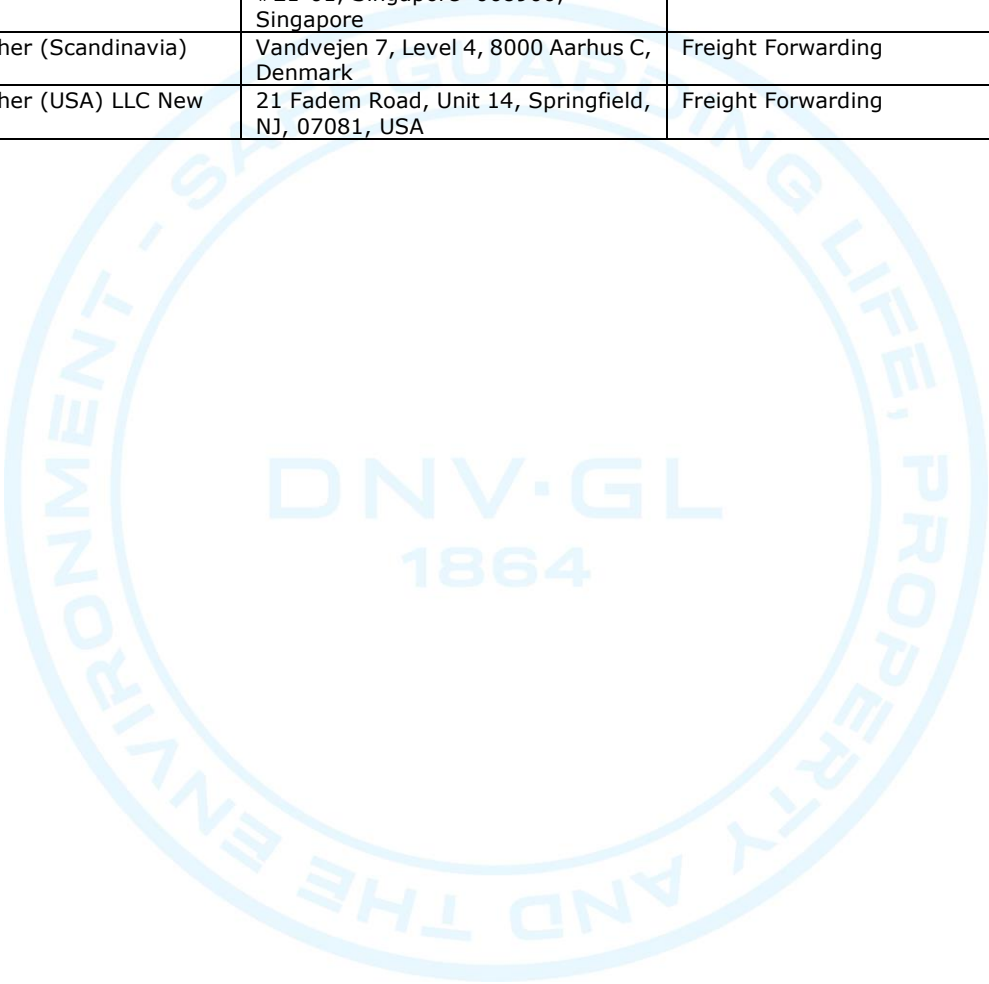 Singapore
her (Scandinavia) Vandvejen 7, Level 4, 8000 Aarhus C, Freight Forwarding
Denmark
her (USA) LLC New 21 Fadem Road, Unit 14, Springfield, Freight Forwarding
NJ, 07081, USA
SAFEGUARDING LIFE, PROPERTY AND THE ENVIRONMENT -
DNV·GL
1864